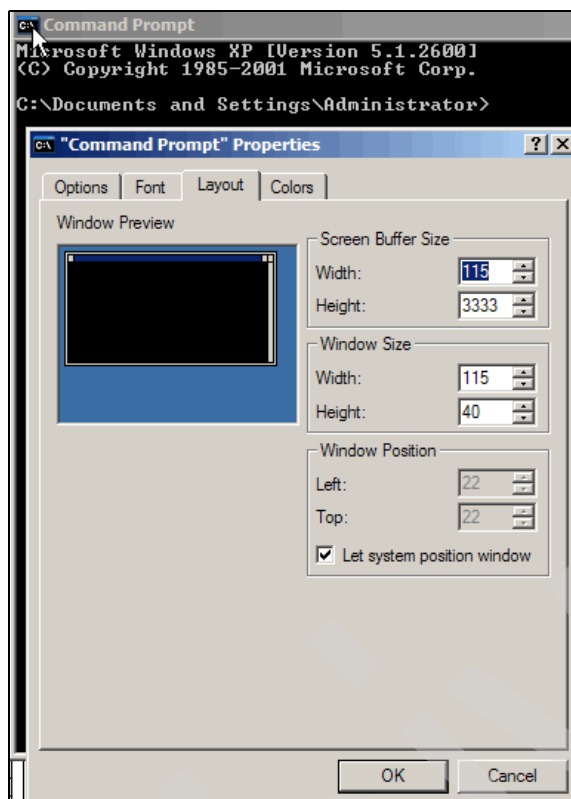 Command Prompt
Microsoft Windows XP [Version 5.1.2600]
(C) Copyright 1985-2001 Microsoft Corp.
C:\Documents and Settings\Administrator>
"Command Prompt" Properties
Options Font Layout Colors
Window Preview
Screen Buffer Size
Width: 115
Height: 3333
Window Size
Width: 115
Height: 40
Window Position
Left: 22
Top: 22
Let system position window
OK Cancel